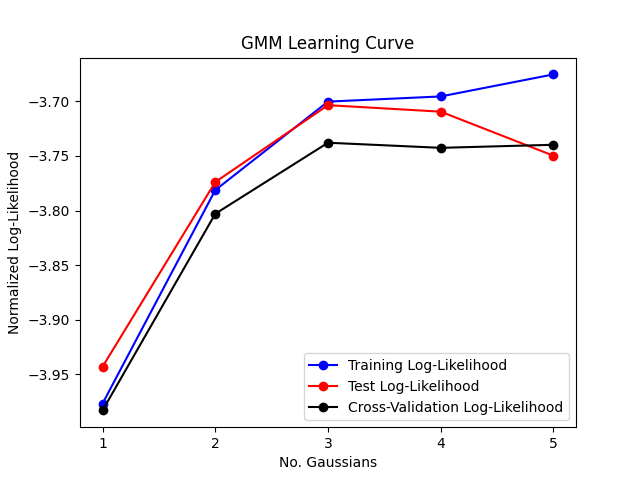 GMM Learning Curve
Normalized Log-Likelihood
−3.70
−3.75
−3.80
−3.85
−3.90
−3.95
Training Log-Likelihood
Test Log-Likelihood
Cross-Validation Log-Likelihood
1 2 3 4 5
No. Gaussians